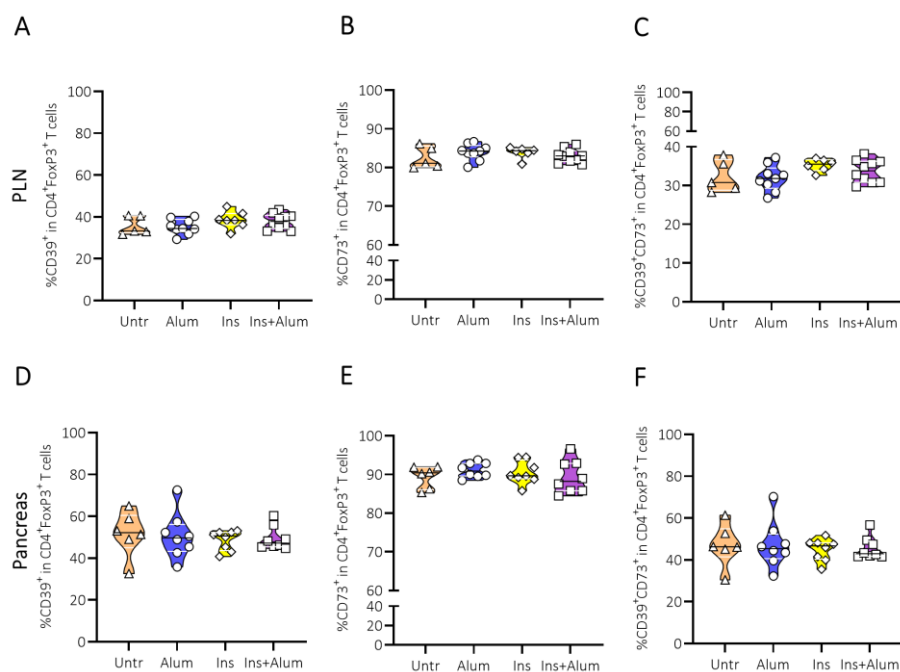 A
B
C
PLN
%CD39⁺ in CD4⁺FoxP3⁺ T cells
100
80
60
40
20
0
Untr Alum Ins Ins+Alum
%CD73⁺ in CD4⁺FoxP3⁺ T cells
100
90
80
70
60
40
20
0
Untr Alum Ins Ins+Alum
%CD39⁺CD73⁺ in CD4⁺FoxP3⁺ T cells
100
80
60
40
30
20
10
0
Untr Alum Ins Ins+Alum
D
E
F
Pancreas
%CD39⁺ in CD4⁺FoxP3⁺ T cells
100
80
60
40
20
0
Untr Alum Ins Ins+Alum
%CD73⁺ in CD4⁺FoxP3⁺ T cells
100
90
80
70
60
40
20
0
Untr Alum Ins Ins+Alum
%CD39⁺CD73⁺ in CD4⁺FoxP3⁺ T cells
100
80
60
40
20
0
Untr Alum Ins Ins+Alum